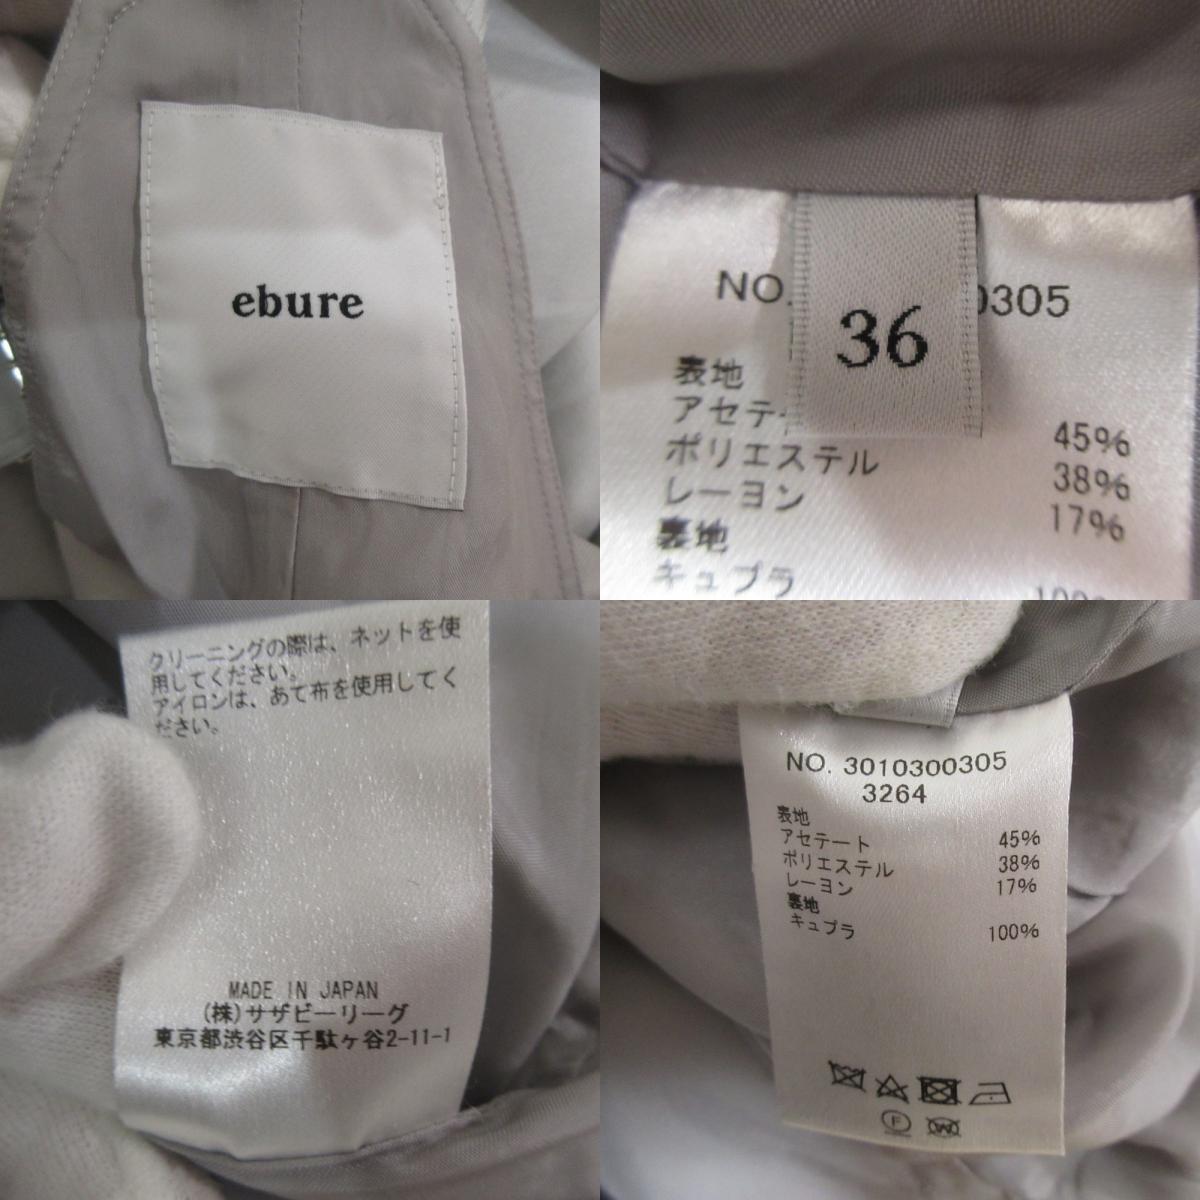 ebure
NO. 0305
36
表地
アセテ 45%
ポリエステル 38%
レーヨン 17%
裏地
キュプラ
クリーニングの際は、ネットを使
用してください。
アイロンは、あて布を使用してく
ださい。
MADE IN JAPAN
(株)サザビーリーグ
東京都渋谷区千駄ヶ谷2-11-1
NO. 3010300305
3264
表地
アセテート 45%
ポリエステル 38%
レーヨン 17%
裏地
キュプラ 100%
F
W